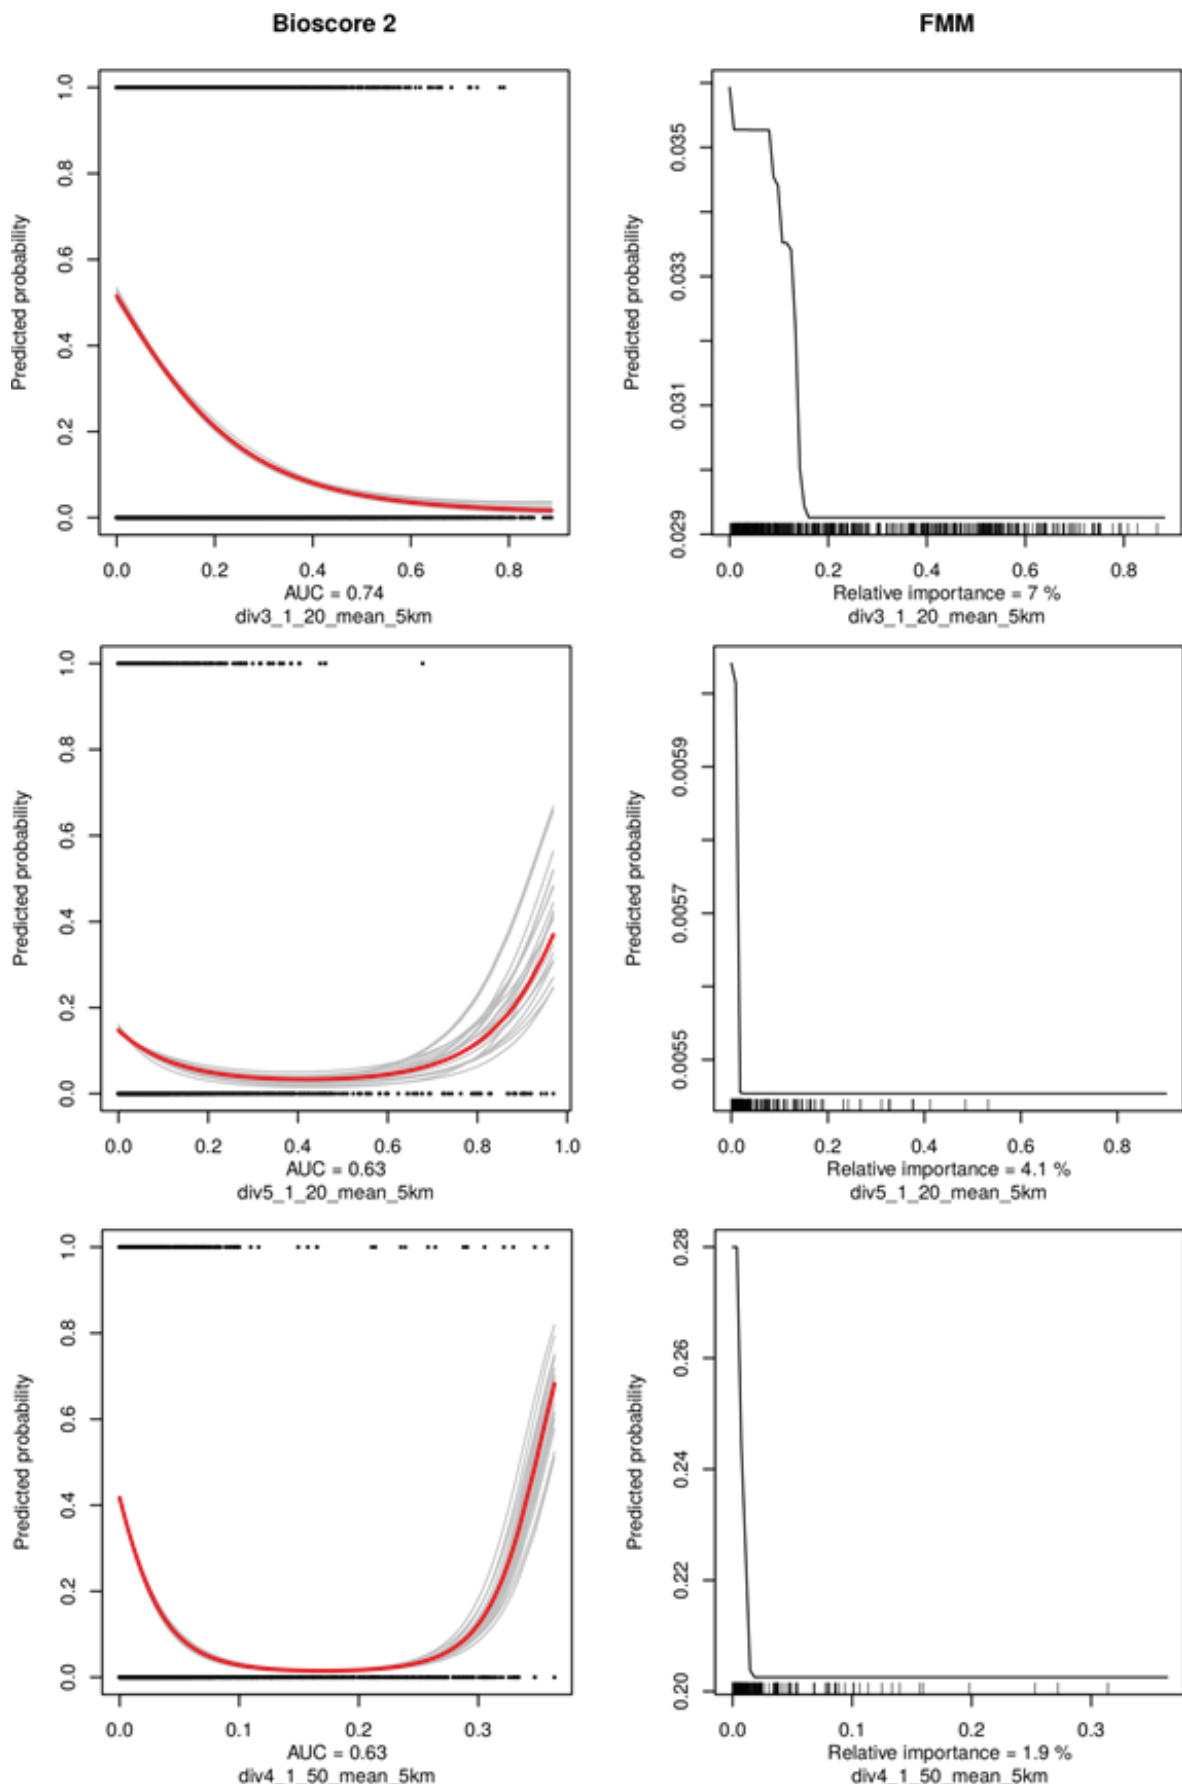 Bioscore 2
FMM
Predicted probability
0.0 0.2 0.4 0.6 0.8 1.0
0.0 0.2 0.4 0.6 0.8
AUC = 0.74
div3_1_20_mean_5km
Predicted probability
0.029 0.031 0.033 0.035
0.0 0.2 0.4 0.6 0.8
Relative importance = 7 %
div3_1_20_mean_5km
Predicted probability
0.0 0.2 0.4 0.6 0.8 1.0
0.0 0.2 0.4 0.6 0.8 1.0
AUC = 0.63
div5_1_20_mean_5km
Predicted probability
0.0055 0.0057 0.0059
0.0 0.2 0.4 0.6 0.8
Relative importance = 4.1 %
div5_1_20_mean_5km
Predicted probability
0.0 0.2 0.4 0.6 0.8 1.0
0.0 0.1 0.2 0.3
AUC = 0.63
div4_1_50_mean_5km
Predicted probability
0.20 0.22 0.24 0.26 0.28
0.0 0.1 0.2 0.3
Relative importance = 1.9 %
div4_1_50_mean_5km